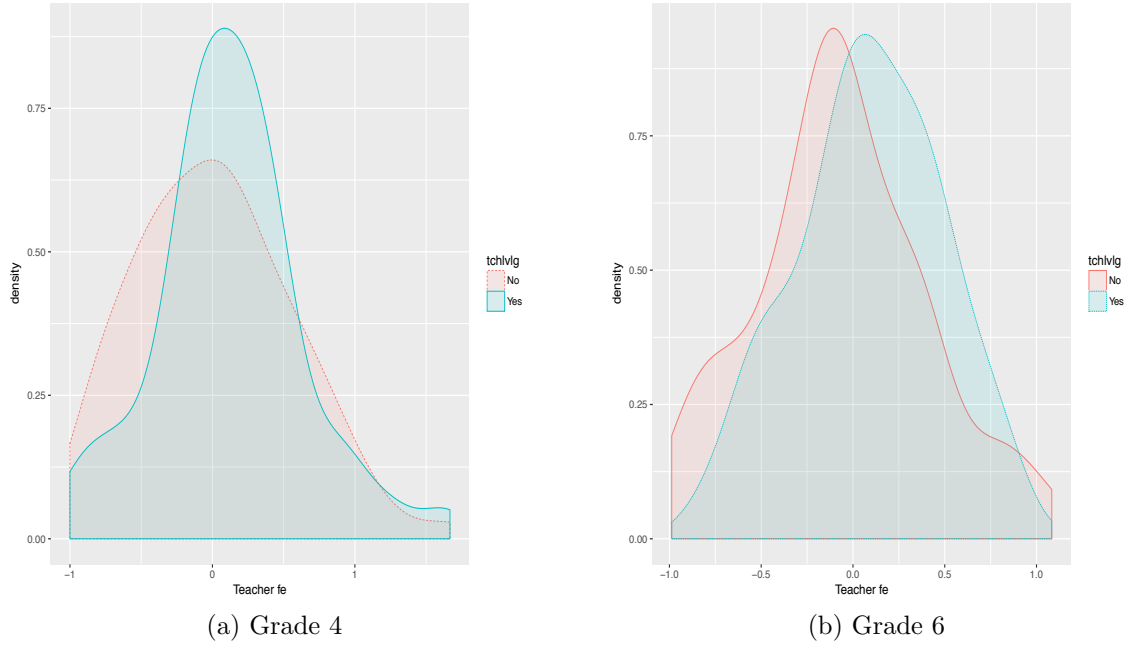 density
0.75
0.50
0.25
0.00
−1
0
1
Teacher fe
tchlvlg
No
Yes
(a) Grade 4
density
0.75
0.50
0.25
0.00
−1.0
−0.5
0.0
0.5
1.0
Teacher fe
tchlvlg
No
Yes
(b) Grade 6